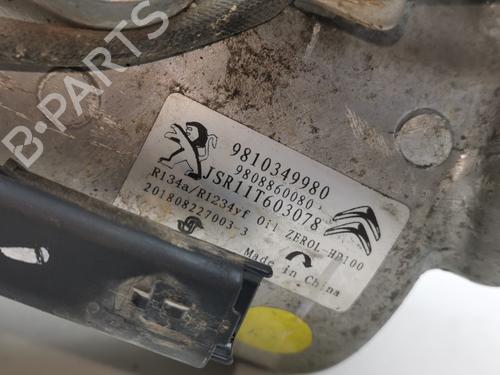 B-PARTS
9810349980
9808860080
JSR11T603078
R134a/R1234yf Oil ZEROL-HD100
201808227003-3
Made in China